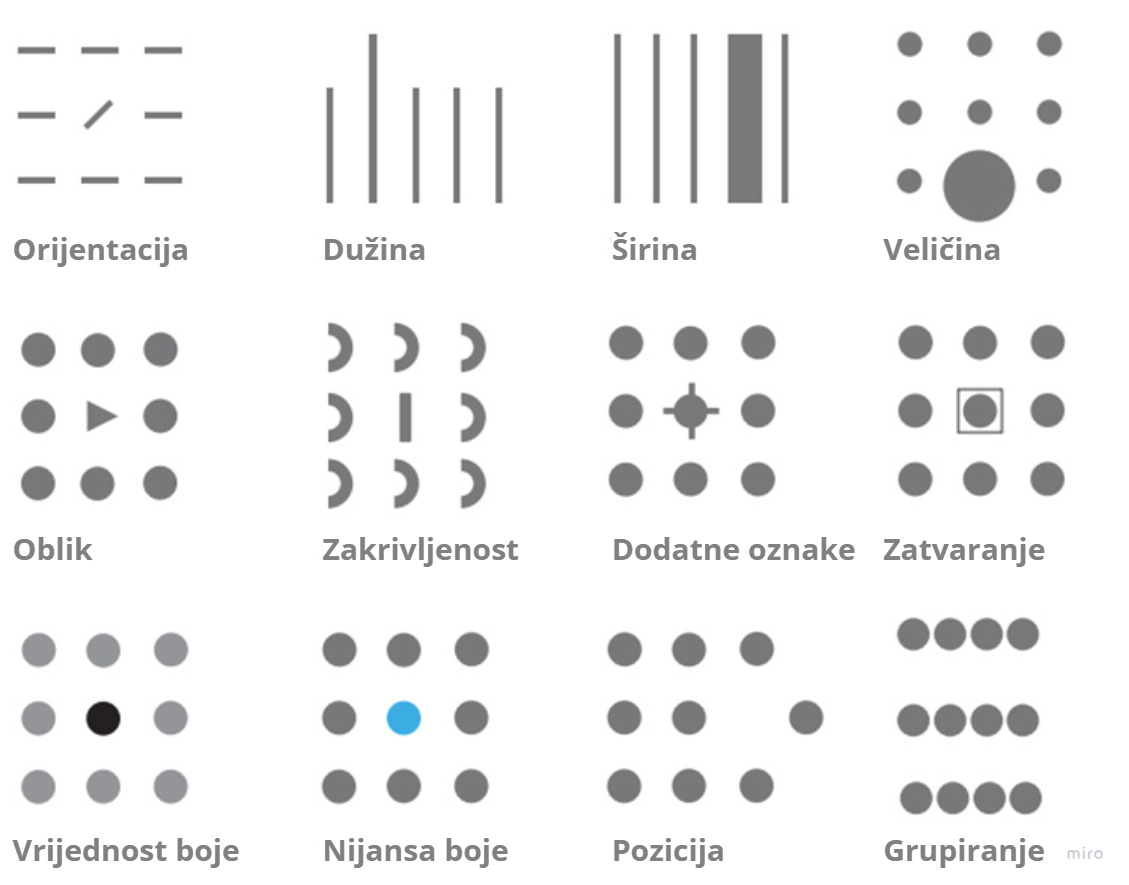 Orijentacija
Dužina
Širina
Veličina
Oblik
Zakrivljenost
Dodatne oznake
Zatvaranje
Vrijednost boje
Nijansa boje
Pozicija
Grupiranje
miro